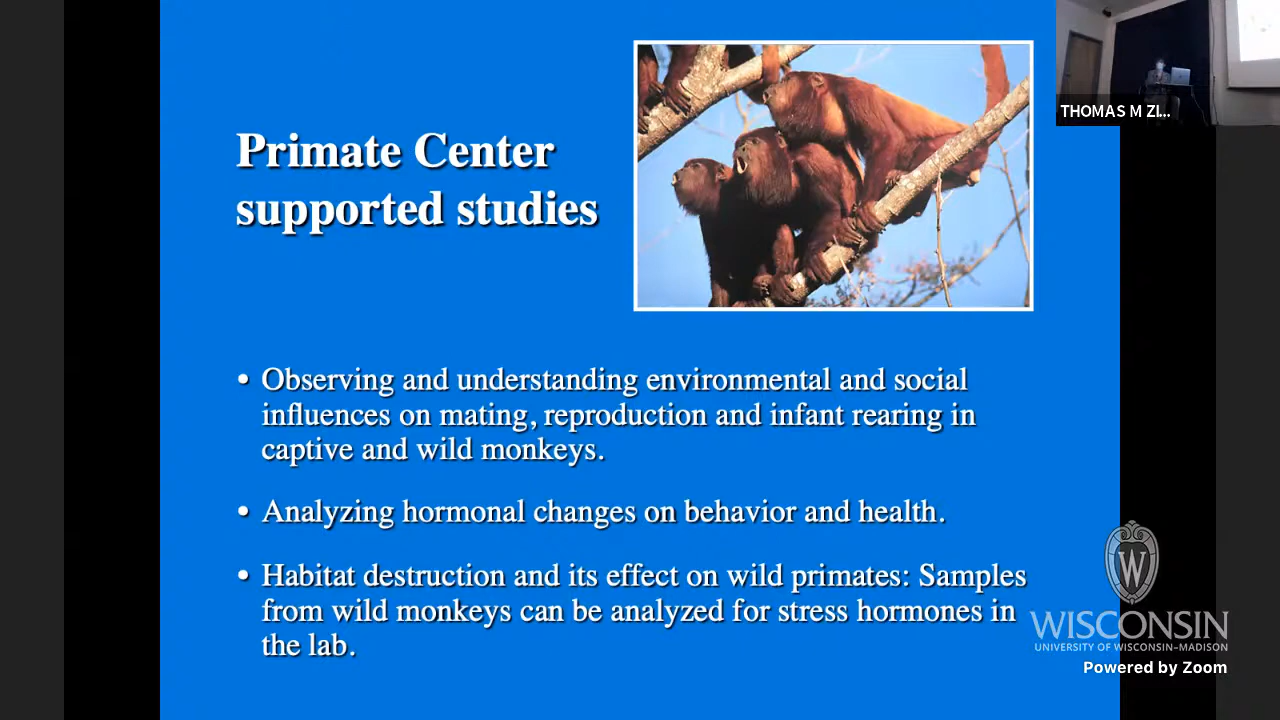 THOMAS M ZI...
Primate Center
supported studies
• Observing and understanding environmental and social
influences on mating, reproduction and infant rearing in
captive and wild monkeys.
• Analyzing hormonal changes on behavior and health.
• Habitat destruction and its effect on wild primates: Samples
from wild monkeys can be analyzed for stress hormones in
the lab.
W
WISCONSIN
UNIVERSITY OF WISCONSIN–MADISON
Powered by Zoom